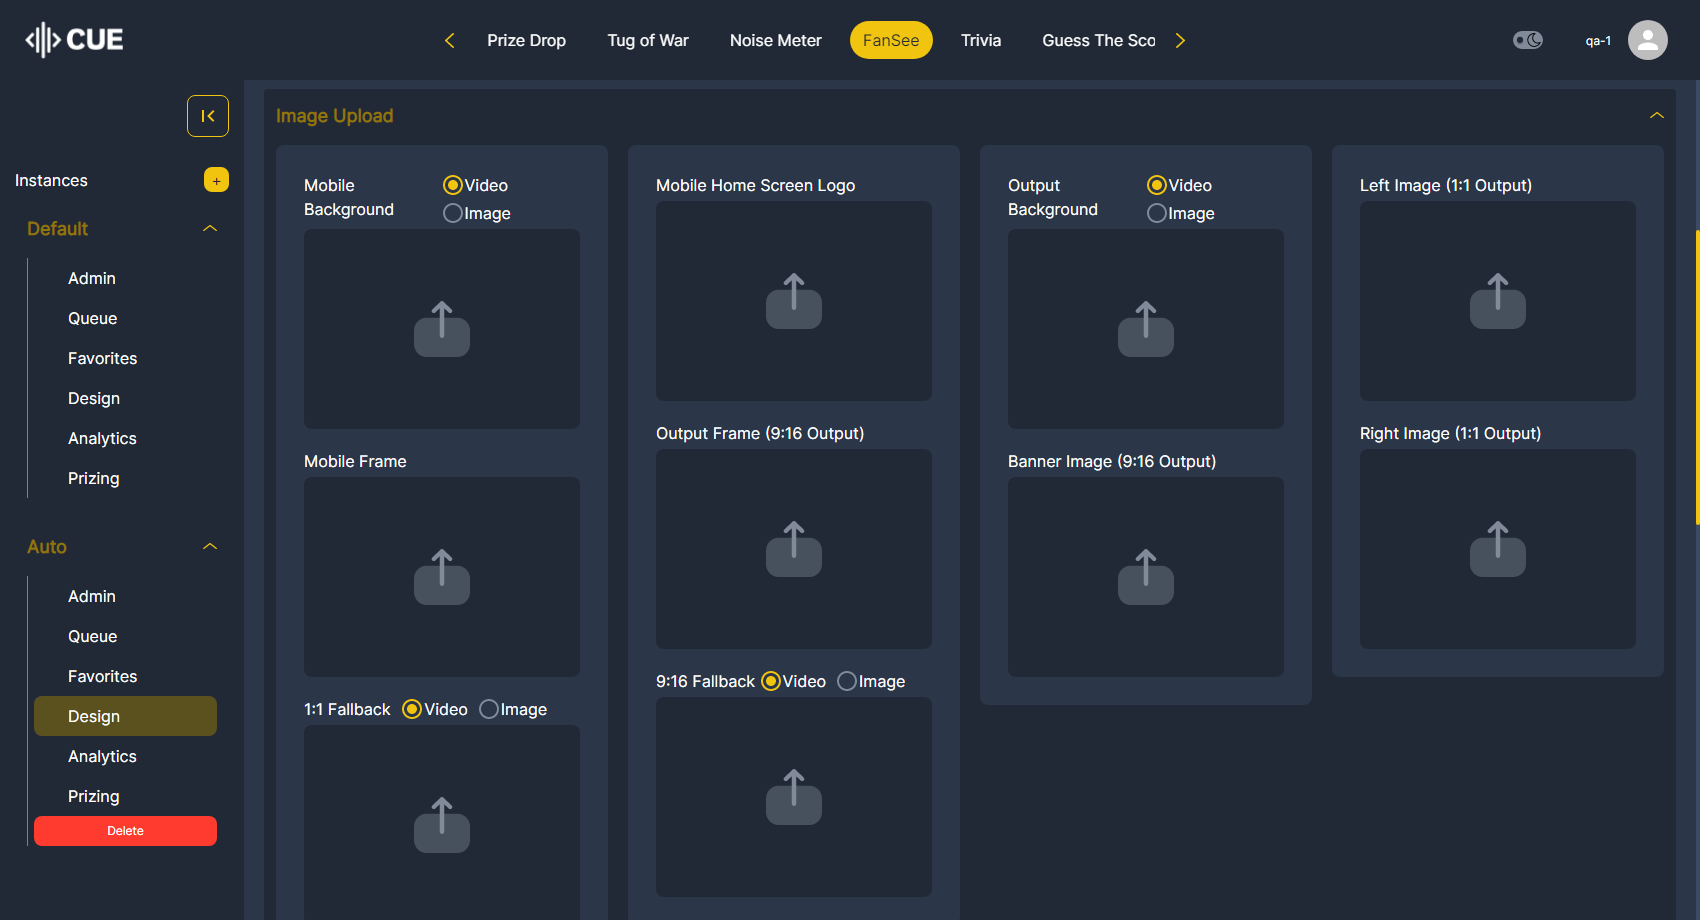 CUE
Prize Drop
Tug of War
Noise Meter
FanSee
Trivia
Guess The Sco
qa-1
Instances
+
Default
Admin
Queue
Favorites
Design
Analytics
Prizing
Auto
Admin
Queue
Favorites
Design
Analytics
Prizing
Delete
Image Upload
Mobile
Background
Video
Image
Mobile Frame
1:1 Fallback Video Image
Mobile Home Screen Logo
Output Frame (9:16 Output)
9:16 Fallback Video Image
Output
Background
Video
Image
Banner Image (9:16 Output)
Left Image (1:1 Output)
Right Image (1:1 Output)